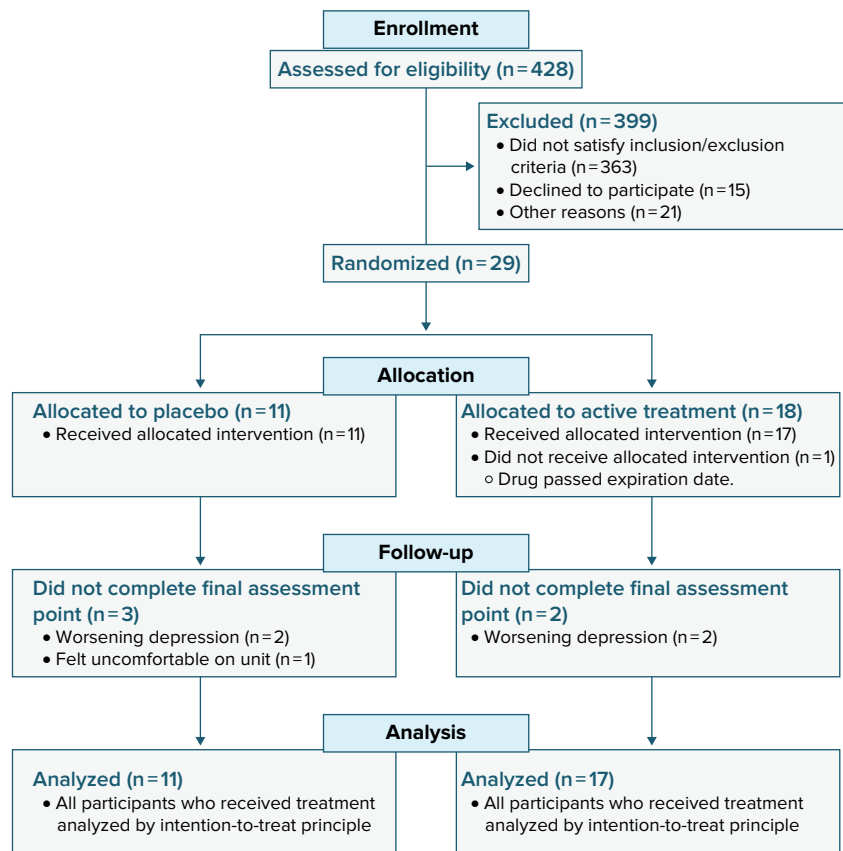 Enrollment
Assessed for eligibility (n=428)
Excluded (n=399)
• Did not satisfy inclusion/exclusion
criteria (n=363)
• Declined to participate (n=15)
• Other reasons (n=21)
Randomized (n=29)
Allocation
Allocated to placebo (n=11)
• Received allocated intervention (n=11)
Allocated to active treatment (n=18)
• Received allocated intervention (n=17)
• Did not receive allocated intervention (n=1)
○ Drug passed expiration date.
Follow-up
Did not complete final assessment
point (n=3)
• Worsening depression (n=2)
• Felt uncomfortable on unit (n=1)
Did not complete final assessment
point (n=2)
• Worsening depression (n=2)
Analysis
Analyzed (n=11)
• All participants who received treatment
analyzed by intention-to-treat principle
Analyzed (n=17)
• All participants who received treatment
analyzed by intention-to-treat principle